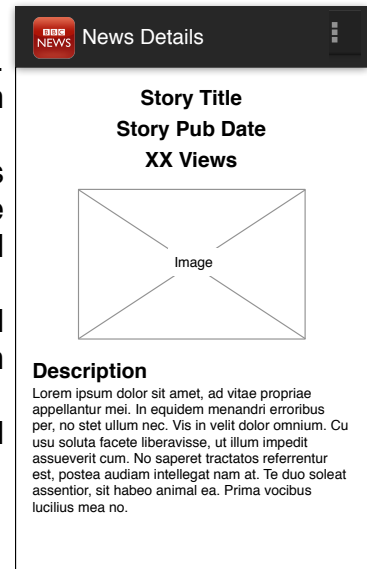 BBC
NEWS
News Details
Story Title
Story Pub Date
XX Views
Image
Description
Lorem ipsum dolor sit amet, ad vitae propriae
appellantur mei. In equidem menandri erroribus
per, no stet ullum nec. Vis in velit dolor omnium. Cu
usu soluta facete liberavisse, ut illum impedit
assueverit cum. No saperet tractatos referrentur
est, postea audiam intellegat nam at. Te duo soleat
assentior, sit habeo animal ea. Prima vocibus
lucilius mea no.